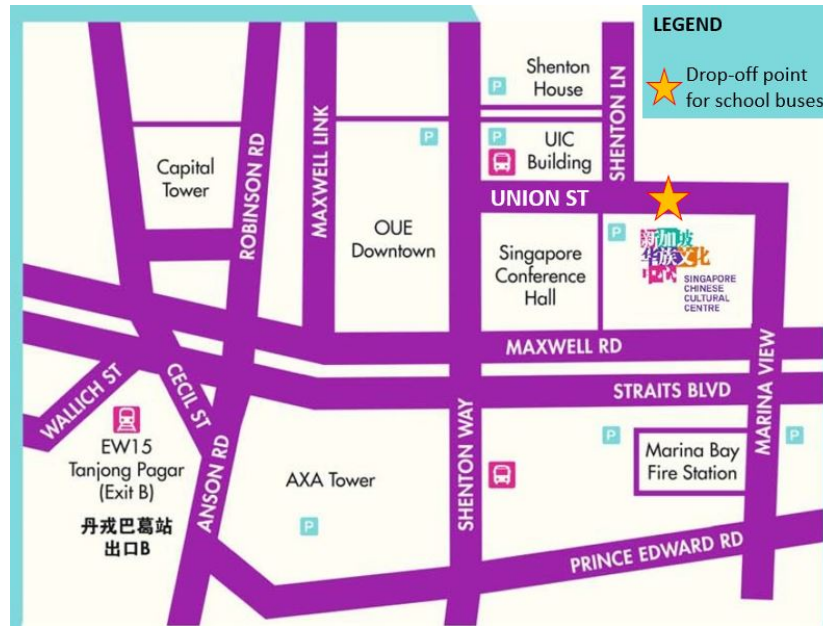 LEGEND
Drop-off point
for school buses
Shenton
House
P
SHENTON LN
MAXWELL LINK
ROBINSON RD
P
P
UIC
Building
Capital
Tower
UNION ST
OUE
Downtown
Singapore
Conference
Hall
P
新加坡
华族文化
中心
SINGAPORE
CHINESE
CULTURAL
CENTRE
MAXWELL RD
STRAITS BLVD
MARINA VIEW
WALLICH ST
CECIL ST
EW15
Tanjong Pagar
(Exit B)
丹戎巴葛站
出口B
ANSON RD
AXA Tower
P
SHENTON WAY
P
Marina Bay
Fire Station
P
PRINCE EDWARD RD